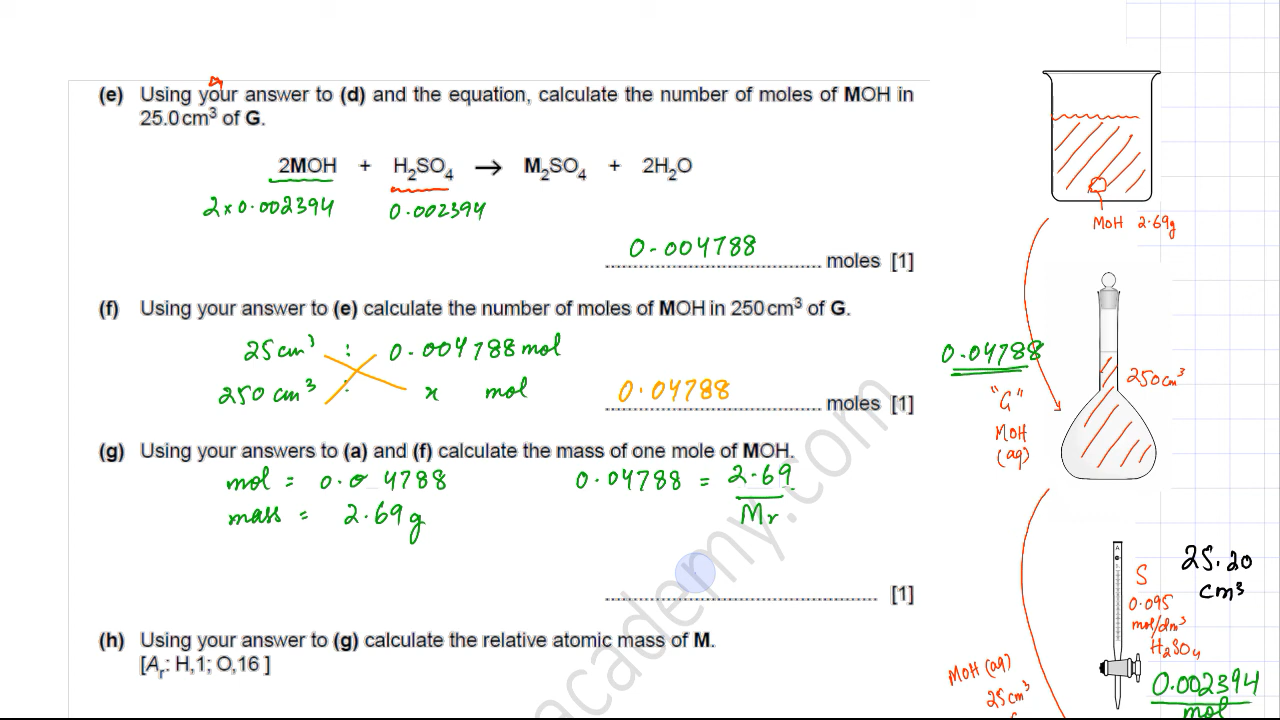 (e) Using your answer to (d) and the equation, calculate the number of moles of MOH in
25.0 cm³ of G.
2MOH + H₂SO₄ → M₂SO₄ + 2H₂O
2 × 0.002394 0.002394
0.004788
moles [1]
(f) Using your answer to (e) calculate the number of moles of MOH in 250 cm³ of G.
25 cm³ : 0.004788 mol
250 cm³ : x mol
0.04788
moles [1]
(g) Using your answers to (a) and (f) calculate the mass of one mole of MOH.
mol = 0.04788
mass = 2.69 g
0.04788 = 2.69
Mr
[1]
(h) Using your answer to (g) calculate the relative atomic mass of M.
[Aᵣ: H,1; O,16 ]
academy.com
MOH 2.69g
0.04788
250 cm³
"G"
MOH
(aq)
25.20
cm³
S
0.095
mol/dm³
H₂SO₄
0.002394
mol
MOH (aq)
25 cm³